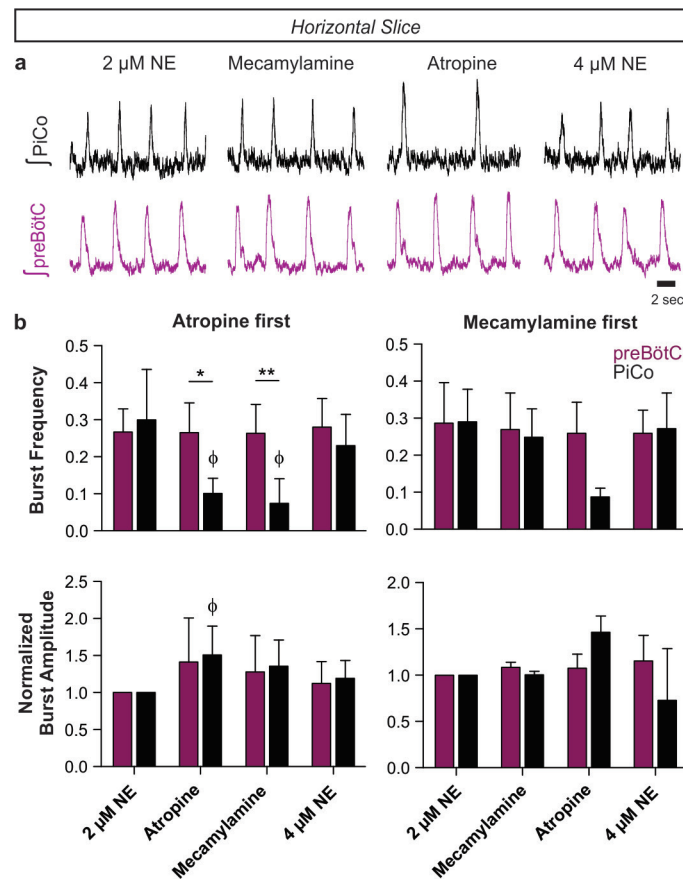 Horizontal Slice
a
2 µM NE Mecamylamine Atropine 4 µM NE
∫PiCo
∫preBötC
2 sec
b
Atropine first Mecamylamine first
preBötC
PiCo
Burst Frequency
0.5
0.4
0.3
0.2
0.1
0.0
* **
ϕ ϕ
0.5
0.4
0.3
0.2
0.1
0.0
Normalized
Burst Amplitude
2.5
2.0
1.5
1.0
0.5
0.0
ϕ
2.0
1.5
1.0
0.5
0.0
2 µM NE
Atropine
Mecamylamine
4 µM NE
2 µM NE
Mecamylamine
Atropine
4 µM NE